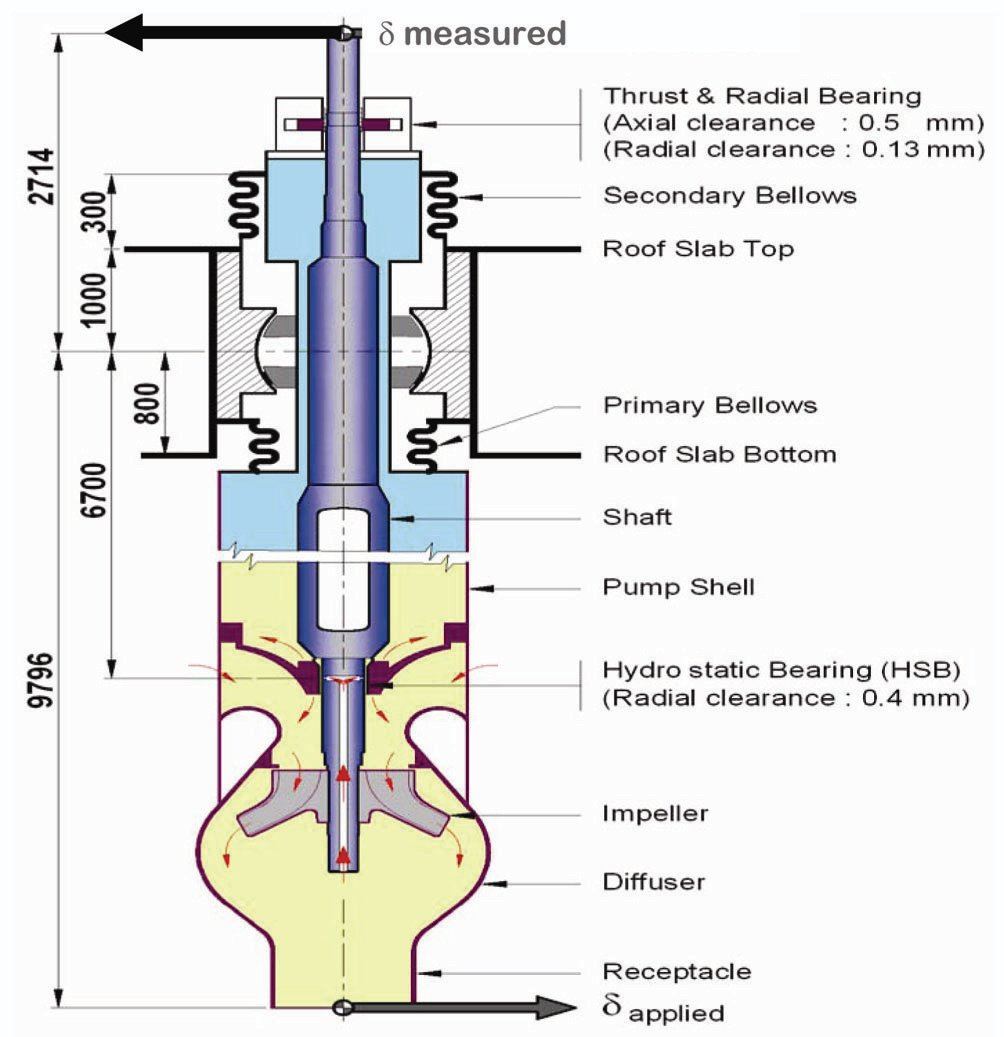 δ measured
Thrust & Radial Bearing
(Axial clearance : 0.5 mm)
(Radial clearance : 0.13 mm)
Secondary Bellows
Roof Slab Top
Primary Bellows
Roof Slab Bottom
Shaft
Pump Shell
Hydro static Bearing (HSB)
(Radial clearance : 0.4 mm)
Impeller
Diffuser
Receptacle
δ applied
2714
300
1000
800
6700
9796